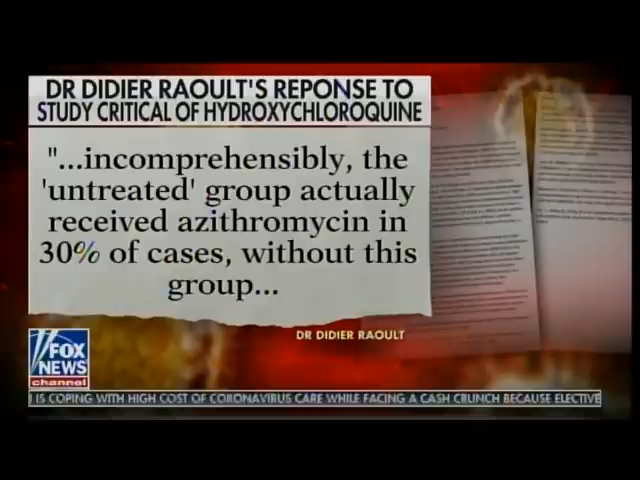 DR DIDIER RAOULT'S REPONSE TO
STUDY CRITICAL OF HYDROXYCHLOROQUINE
"...incomprehensibly, the
'untreated' group actually
received azithromycin in
30% of cases, without this
group...
DR DIDIER RAOULT
FOX
NEWS
channel
IS COPING WITH HIGH COST OF CORONAVIRUS CARE WHILE FACING A CASH CRUNCH BECAUSE ELECTIVE